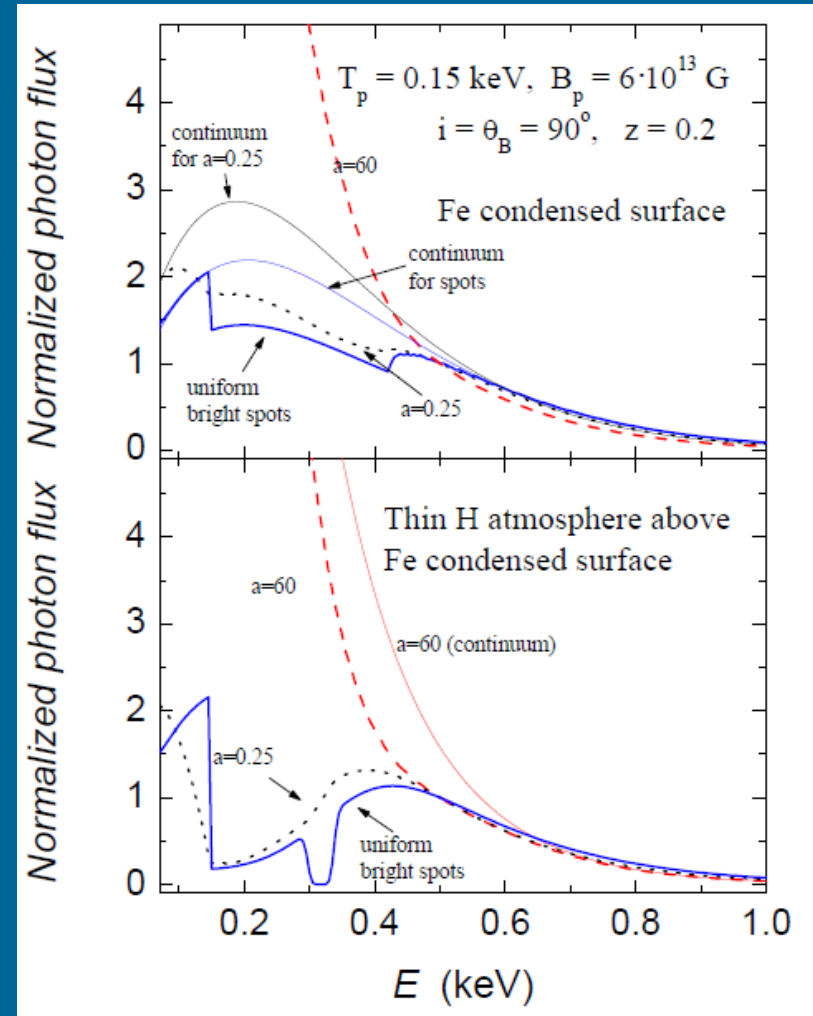 Normalized photon flux
4
3
2
1
0
T_p = 0.15 keV, B_p = 6·10^13 G
i = θ_B = 90°, z = 0.2
continuum
for a=0.25
a=60
Fe condensed surface
continuum
for spots
uniform
bright spots
a=0.25
Normalized photon flux
4
3
2
1
0
Thin H atmosphere above
Fe condensed surface
a=60
a=60 (continuum)
a=0.25
uniform
bright spots
0.2 0.4 0.6 0.8 1.0
E (keV)